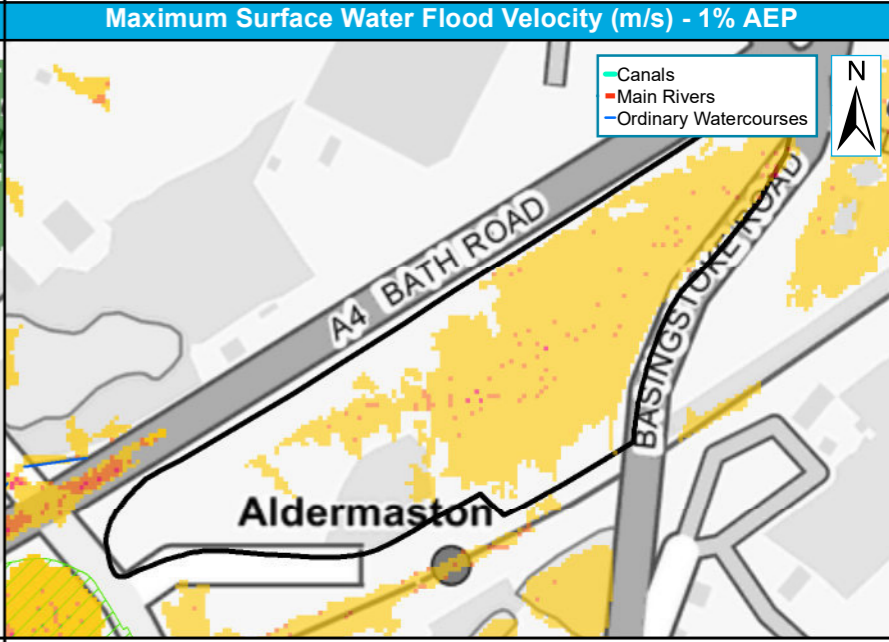 Maximum Surface Water Flood Velocity (m/s) - 1% AEP
Canals
Main Rivers
Ordinary Watercourses
N
A4 BATH ROAD
BASINGSTOKE ROAD
Aldermaston